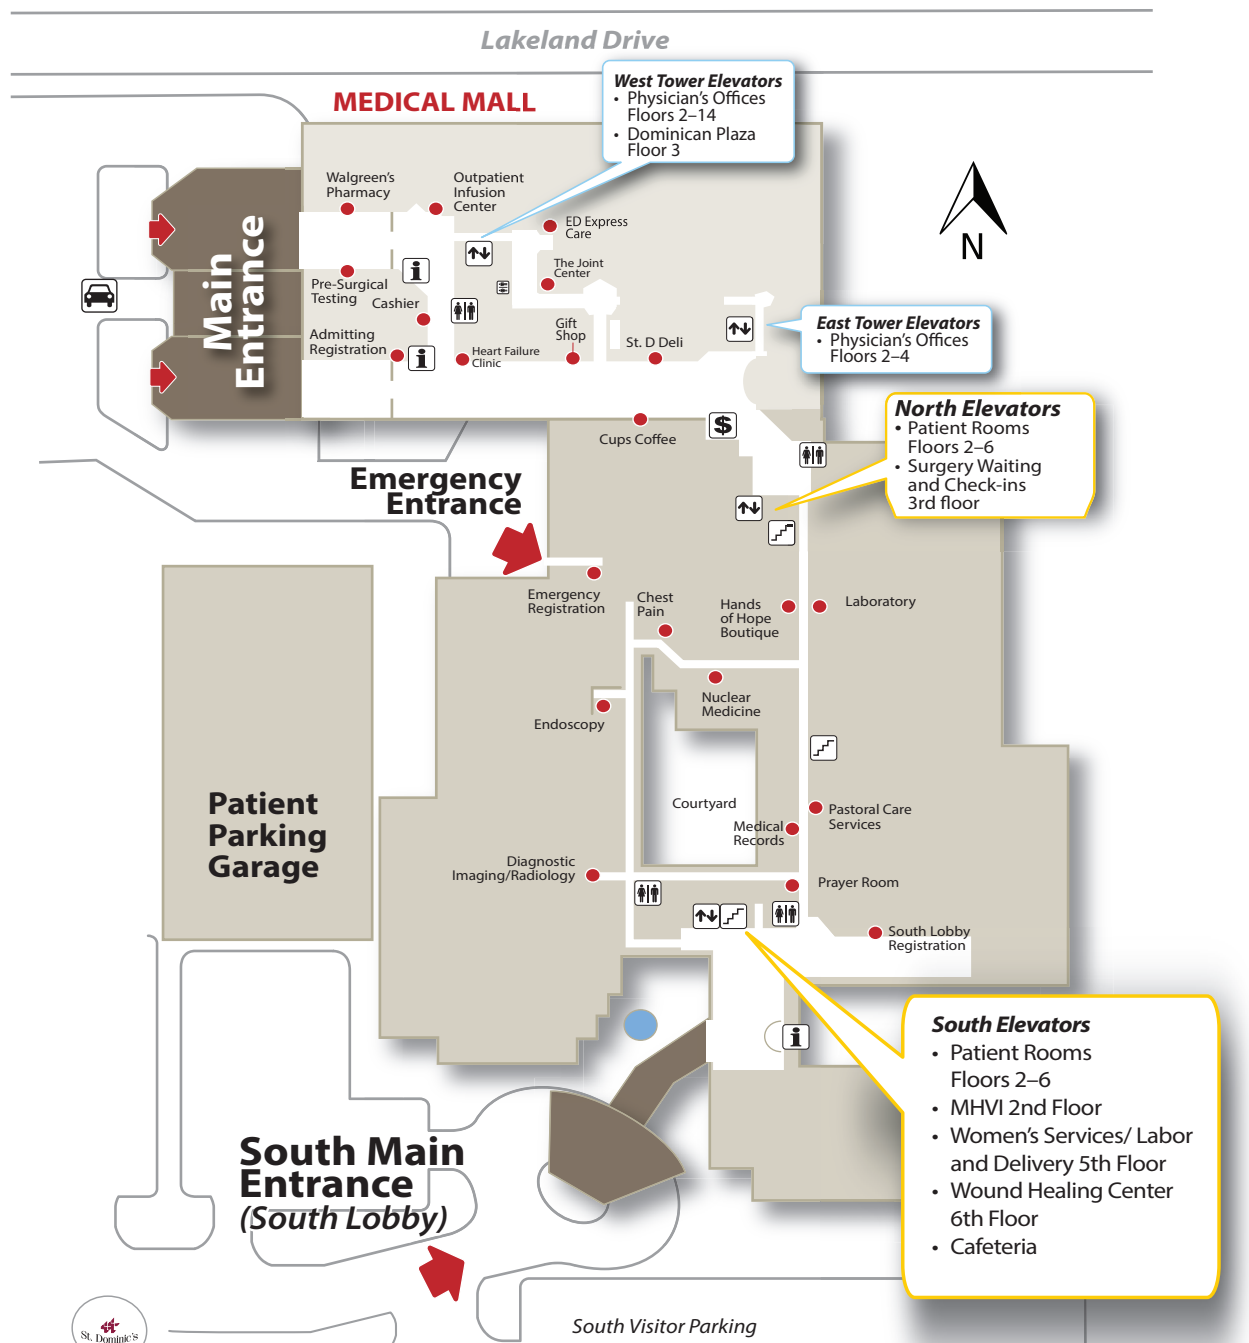 Lakeland Drive
MEDICAL MALL
West Tower Elevators
• Physician's Offices
Floors 2–14
• Dominican Plaza
Floor 3
Walgreen's
Pharmacy
Outpatient
Infusion
Center
ED Express
Care
The Joint
Center
Main
Entrance
Pre-Surgical
Testing
Cashier
Admitting
Registration
Heart Failure
Clinic
Gift
Shop
St. D Deli
East Tower Elevators
• Physician's Offices
Floors 2–4
North Elevators
• Patient Rooms
Floors 2–6
• Surgery Waiting
and Check-ins
3rd floor
N
$
Cups Coffee
Emergency
Entrance
Emergency
Registration
Chest
Pain
Hands
of Hope
Boutique
Laboratory
Nuclear
Medicine
Endoscopy
Patient
Parking
Garage
Courtyard
Medical
Records
Pastoral Care
Services
Diagnostic
Imaging/Radiology
Prayer Room
South Lobby
Registration
South Elevators
• Patient Rooms
Floors 2–6
• MHVI 2nd Floor
• Women's Services/ Labor
and Delivery 5th Floor
• Wound Healing Center
6th Floor
• Cafeteria
South Main
Entrance
(South Lobby)
South Visitor Parking
St. Dominic's